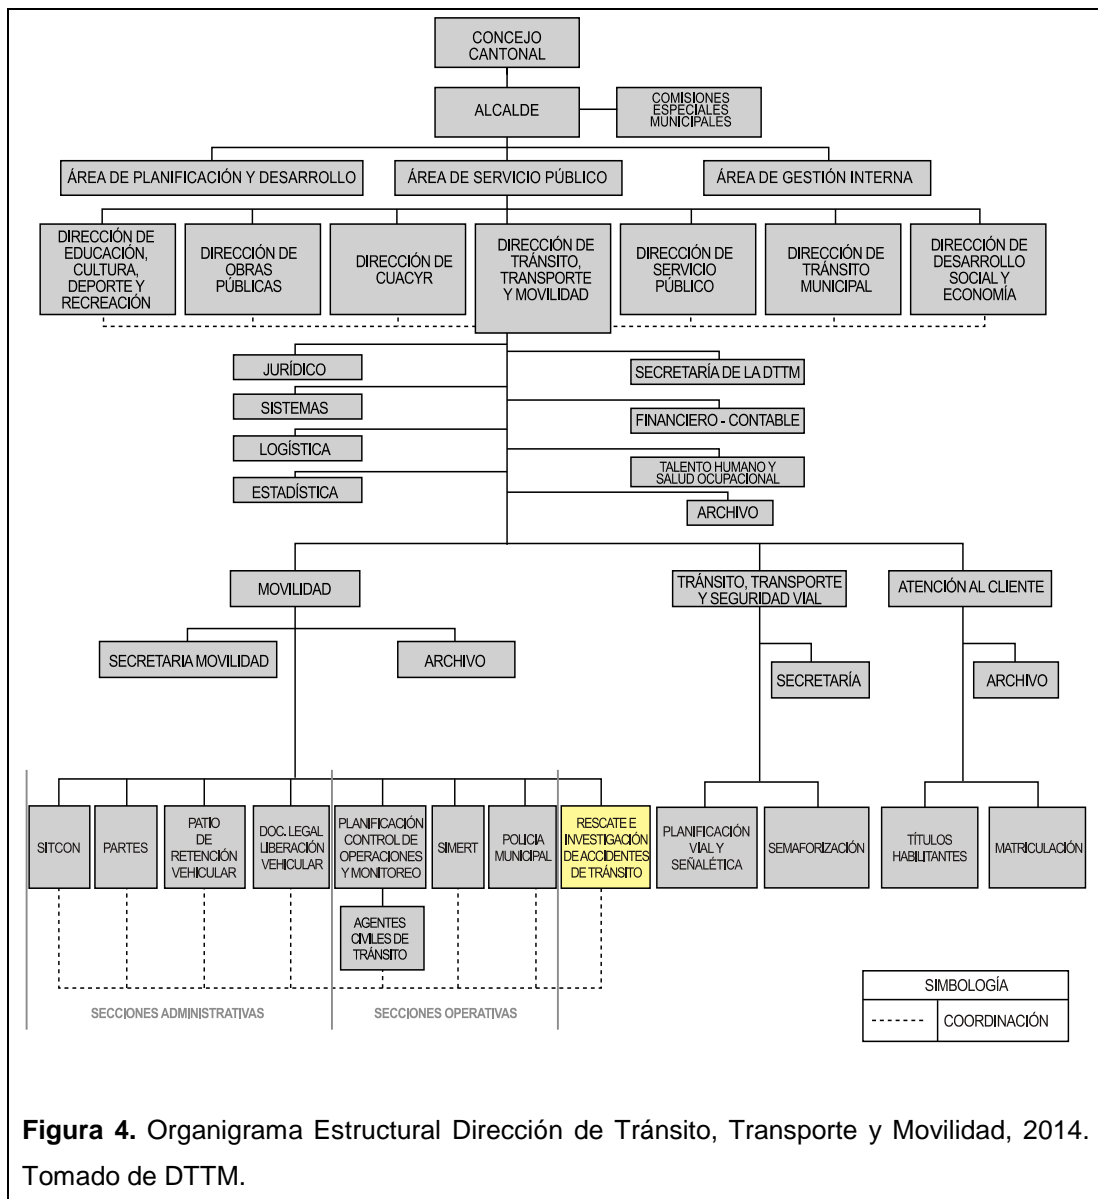 CONCEJO
CANTONAL
ALCALDE
COMISIONES
ESPECIALES
MUNICIPALES
ÁREA DE PLANIFICACIÓN Y DESARROLLO
ÁREA DE SERVICIO PÚBLICO
ÁREA DE GESTIÓN INTERNA
DIRECCIÓN DE
EDUCACIÓN,
CULTURA,
DEPORTE Y
RECREACIÓN
DIRECCIÓN DE
OBRAS
PÚBLICAS
DIRECCIÓN DE
CUACYR
DIRECCIÓN DE
TRÁNSITO,
TRANSPORTE
Y MOVILIDAD
DIRECCIÓN DE
SERVICIO
PÚBLICO
DIRECCIÓN DE
TRÁNSITO
MUNICIPAL
DIRECCIÓN DE
DESARROLLO
SOCIAL Y
ECONOMÍA
JURÍDICO
SECRETARÍA DE LA DTTM
SISTEMAS
FINANCIERO - CONTABLE
LOGÍSTICA
TALENTO HUMANO Y
SALUD OCUPACIONAL
ESTADÍSTICA
ARCHIVO
MOVILIDAD
TRÁNSITO, TRANSPORTE
Y SEGURIDAD VIAL
ATENCIÓN AL CLIENTE
SECRETARIA MOVILIDAD
ARCHIVO
SECRETARÍA
ARCHIVO
SITCON
PARTES
PATIO
DE
RETENCIÓN
VEHICULAR
DOC. LEGAL
LIBERACIÓN
VEHICULAR
PLANIFICACIÓN
CONTROL DE
OPERACIONES
Y MONITOREO
SIMERT
POLICIA
MUNICIPAL
RESCATE E
INVESTIGACIÓN
DE ACCIDENTES
DE TRÁNSITO
PLANIFICACIÓN
VIAL Y
SEÑALÉTICA
SEMAFORIZACIÓN
TÍTULOS
HABILITANTES
MATRICULACIÓN
AGENTES
CIVILES DE
TRÁNSITO
SECCIONES ADMINISTRATIVAS
SECCIONES OPERATIVAS
SIMBOLOGÍA
COORDINACIÓN
Figura 4. Organigrama Estructural Dirección de Tránsito, Transporte y Movilidad, 2014.
Tomado de DTTM.